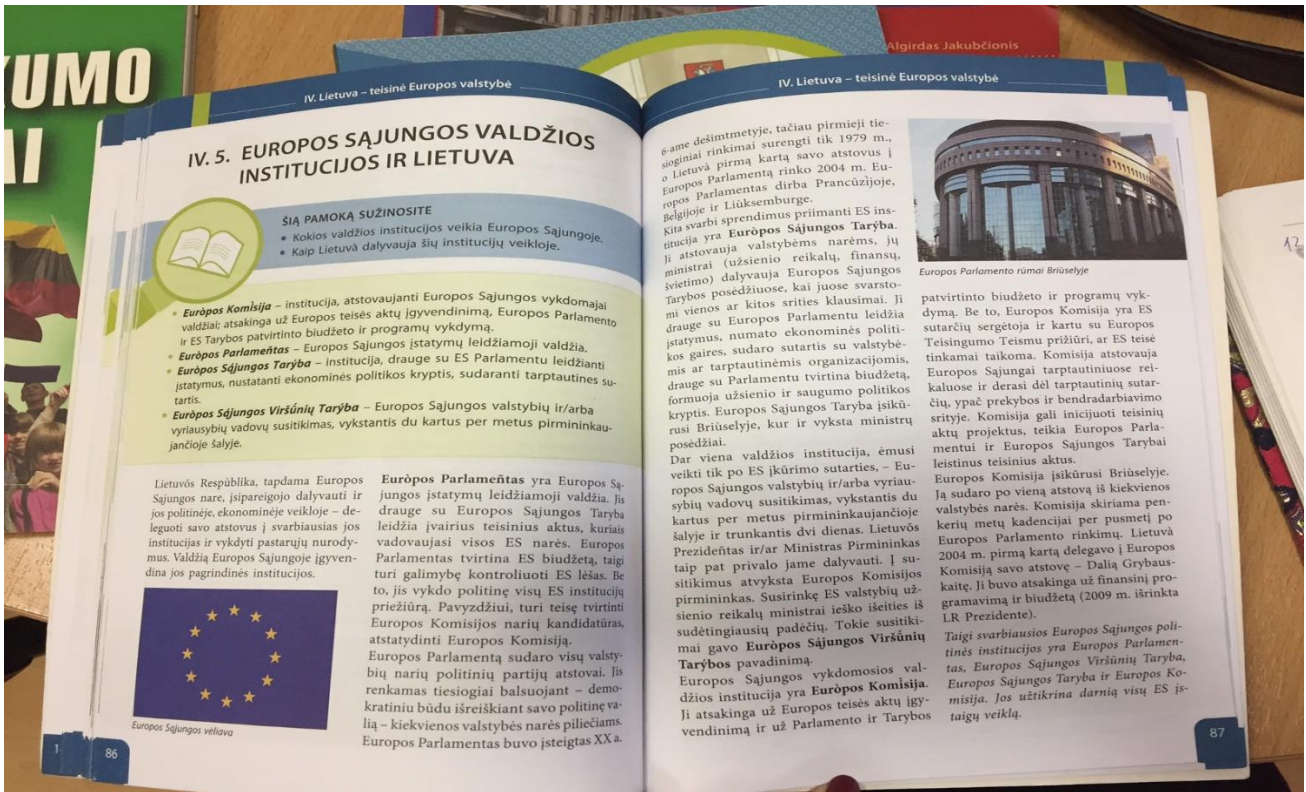 UMO
AI
Algirdas Jakubčionis
IV. Lietuva – teisinė Europos valstybė
IV. 5. EUROPOS SĄJUNGOS VALDŽIOS
INSTITUCIJOS IR LIETUVA
ŠIĄ PAMOKĄ SUŽINOSITE
• Kokios valdžios institucijos veikia Europos Sąjungoje.
• Kaip Lietuvà dalyvauja šių institucijų veikloje.
• Euròpos Komìsija – institucija, atstovaujanti Europos Sąjungos vykdomajai
valdžiai; atsakinga už Europos teisės aktų įgyvendinimą, Europos Parlamento
ir ES Tarybos patvirtinto biudžeto ir programų vykdymą.
• Euròpos Parlameñtas – Europos Sąjungos įstatymų leidžiamoji valdžia.
• Euròpos Są́jungos Tarýba – institucija, drauge su ES Parlamentu leidžianti
įstatymus, nustatanti ekonominės politikos kryptis, sudaranti tarptautines su-
tartis.
• Euròpos Są́jungos Viršū́nių Tarýba – Europos Sąjungos valstybių ir/arba
vyriausybių vadovų susitikimas, vykstantis du kartus per metus pirmininkau-
jančioje šalyje.
Lietuvõs Respùblika, tapdama Europos
Sąjungos nare, įsipareigojo dalyvauti ir
jos politinėje, ekonominėje veikloje – de-
leguoti savo atstovus į svarbiausias jos
institucijas ir vykdyti pastarųjų nurody-
mus. Valdžią Europos Sąjungoje įgyven-
dina jos pagrindinės institucijos.
Europos Sąjungos vėliava
Euròpos Parlameñtas yra Europos Są-
jungos įstatymų leidžiamoji valdžia. Jis
drauge su Europos Sąjungos Taryba
leidžia įvairius teisinius aktus, kuriais
vadovaujasi visos ES narės. Europos
Parlamentas tvirtina ES biudžetą, taigi
turi galimybę kontroliuoti ES lėšas. Be
to, jis vykdo politinę visų ES institucijų
priežiūrą. Pavyzdžiui, turi teisę tvirtinti
Europos Komisijos narių kandidatūras,
atstatydinti Europos Komisiją.
Europos Parlamentą sudaro visų valsty-
bių narių politinių partijų atstovai. Jis
renkamas tiesiogiai balsuojant – demo-
kratiniu būdu išreiškiant savo politinę va-
lią – kiekvienos valstybės narės piliečiams.
Europos Parlamentas buvo įsteigtas XX a.
86
IV. Lietuva – teisinė Europos valstybė
6-ame dešimtmetyje, tačiau pirmieji tie-
sioginiai rinkimai surengti tik 1979 m.,
o Lietuvà pirmą kartą savo atstovus į
Europos Parlamentą rinko 2004 m. Eu-
ropos Parlamentas dirba Prancūzìjoje,
Bel̃gijoje ir Liùksemburge.
Kita svarbi sprendimus priimanti ES ins-
titucija yra Euròpos Są́jungos Tarýba.
Ji atstovauja valstybėms narėms, jų
ministrai (užsienio reikalų, finansų,
švietimo) dalyvauja Europos Sąjungos
Tarybos posėdžiuose, kai juose svarsto-
mi vienos ar kitos srities klausimai. Ji
drauge su Europos Parlamentu leidžia
įstatymus, numato ekonominės politi-
kos gaires, sudaro sutartis su valstybė-
mis ar tarptautinėmis organizacijomis,
drauge su Parlamentu tvirtina biudžetą,
formuoja užsienio ir saugumo politikos
kryptis. Europos Sąjungos Taryba įsikū-
rusi Briùselyje, kur ir vyksta ministrų
posėdžiai.
Dar viena valdžios institucija, ėmusi
veikti tik po ES įkūrimo sutarties, – Eu-
ropos Sąjungos valstybių ir/arba vyriau-
sybių vadovų susitikimas, vykstantis du
kartus per metus pirmininkaujančioje
šalyje ir trunkantis dvi dienas. Lietuvõs
Prezideñtas ir/ar Ministras Pirmininkas
taip pat privalo jame dalyvauti. Į su-
sitikimus atvyksta Europos Komisijos
pirmininkas. Susirinkę ES valstybių už-
sienio reikalų ministrai ieško išeities iš
sudėtingiausių padėčių. Tokie susitiki-
mai gavo Euròpos Są́jungos Viršū́nių
Tarýbos pavadinimą.
Europos Sąjungos vykdomosios val-
džios institucija yra Euròpos Komìsija.
Ji atsakinga už Europos teisės aktų įgy-
vendinimą ir už Parlamento ir Tarybos
Europos Parlamento rūmai Briùselyje
patvirtinto biudžeto ir programų vyk-
dymą. Be to, Europos Komisija yra ES
sutarčių sergėtoja ir kartu su Europos
Teisingumo Teismu prižiūri, ar ES teisė
tinkamai taikoma. Komisija atstovauja
Europos Sąjungai tarptautiniuose rei-
kaluose ir derasi dėl tarptautinių sutar-
čių, ypač prekybos ir bendradarbiavimo
srityje. Komisija gali inicijuoti teisinių
aktų projektus, teikia Europos Parla-
mentui ir Europos Sąjungos Tarybai
leistinus teisinius aktus.
Europos Komisija įsikūrusi Briùselyje.
Ją sudaro po vieną atstovą iš kiekvienos
valstybės narės. Komisija skiriama pen-
kerių metų kadencijai per pusmetį po
Europos Parlamento rinkimų. Lietuvà
2004 m. pirmą kartą delegavo į Europos
Komisiją savo atstovę – Dalią Grybaus-
kaitę. Ji buvo atsakinga už finansinį pro-
gramavimą ir biudžetą (2009 m. išrinkta
LR Prezidente).
Taigi svarbiausios Europos Sąjungos poli-
tinės institucijos yra Europos Parlamen-
tas, Europos Sąjungos Viršūnių Taryba,
Europos Sąjungos Taryba ir Europos Ko-
misija. Jos užtikrina darnią visų ES įs-
taigų veiklą.
87